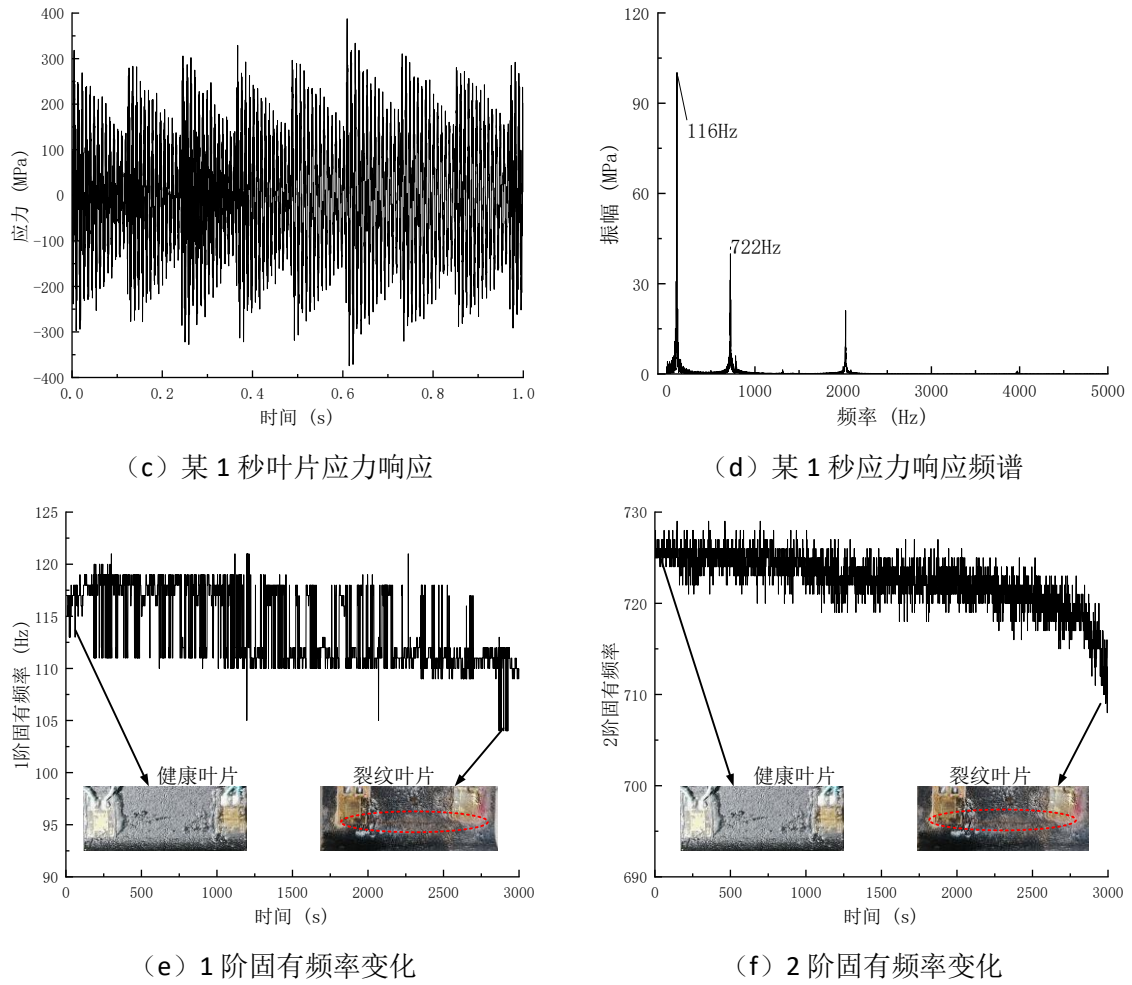 400
300
200
100
0
-100
-200
-300
-400
0.0
0.2
0.4
0.6
0.8
1.0
应力 (MPa)
时间 (s)
120
90
60
30
0
0
1000
2000
3000
4000
5000
振幅 (MPa)
频率 (Hz)
116Hz
722Hz
（c）某 1 秒叶片应力响应
（d）某 1 秒应力响应频谱
125
120
115
110
105
100
95
90
0
500
1000
1500
2000
2500
3000
1阶固有频率 (Hz)
时间 (s)
健康叶片
裂纹叶片
730
720
710
700
690
0
500
1000
1500
2000
2500
3000
2阶固有频率
时间 (s)
健康叶片
裂纹叶片
（e）1 阶固有频率变化
（f）2 阶固有频率变化